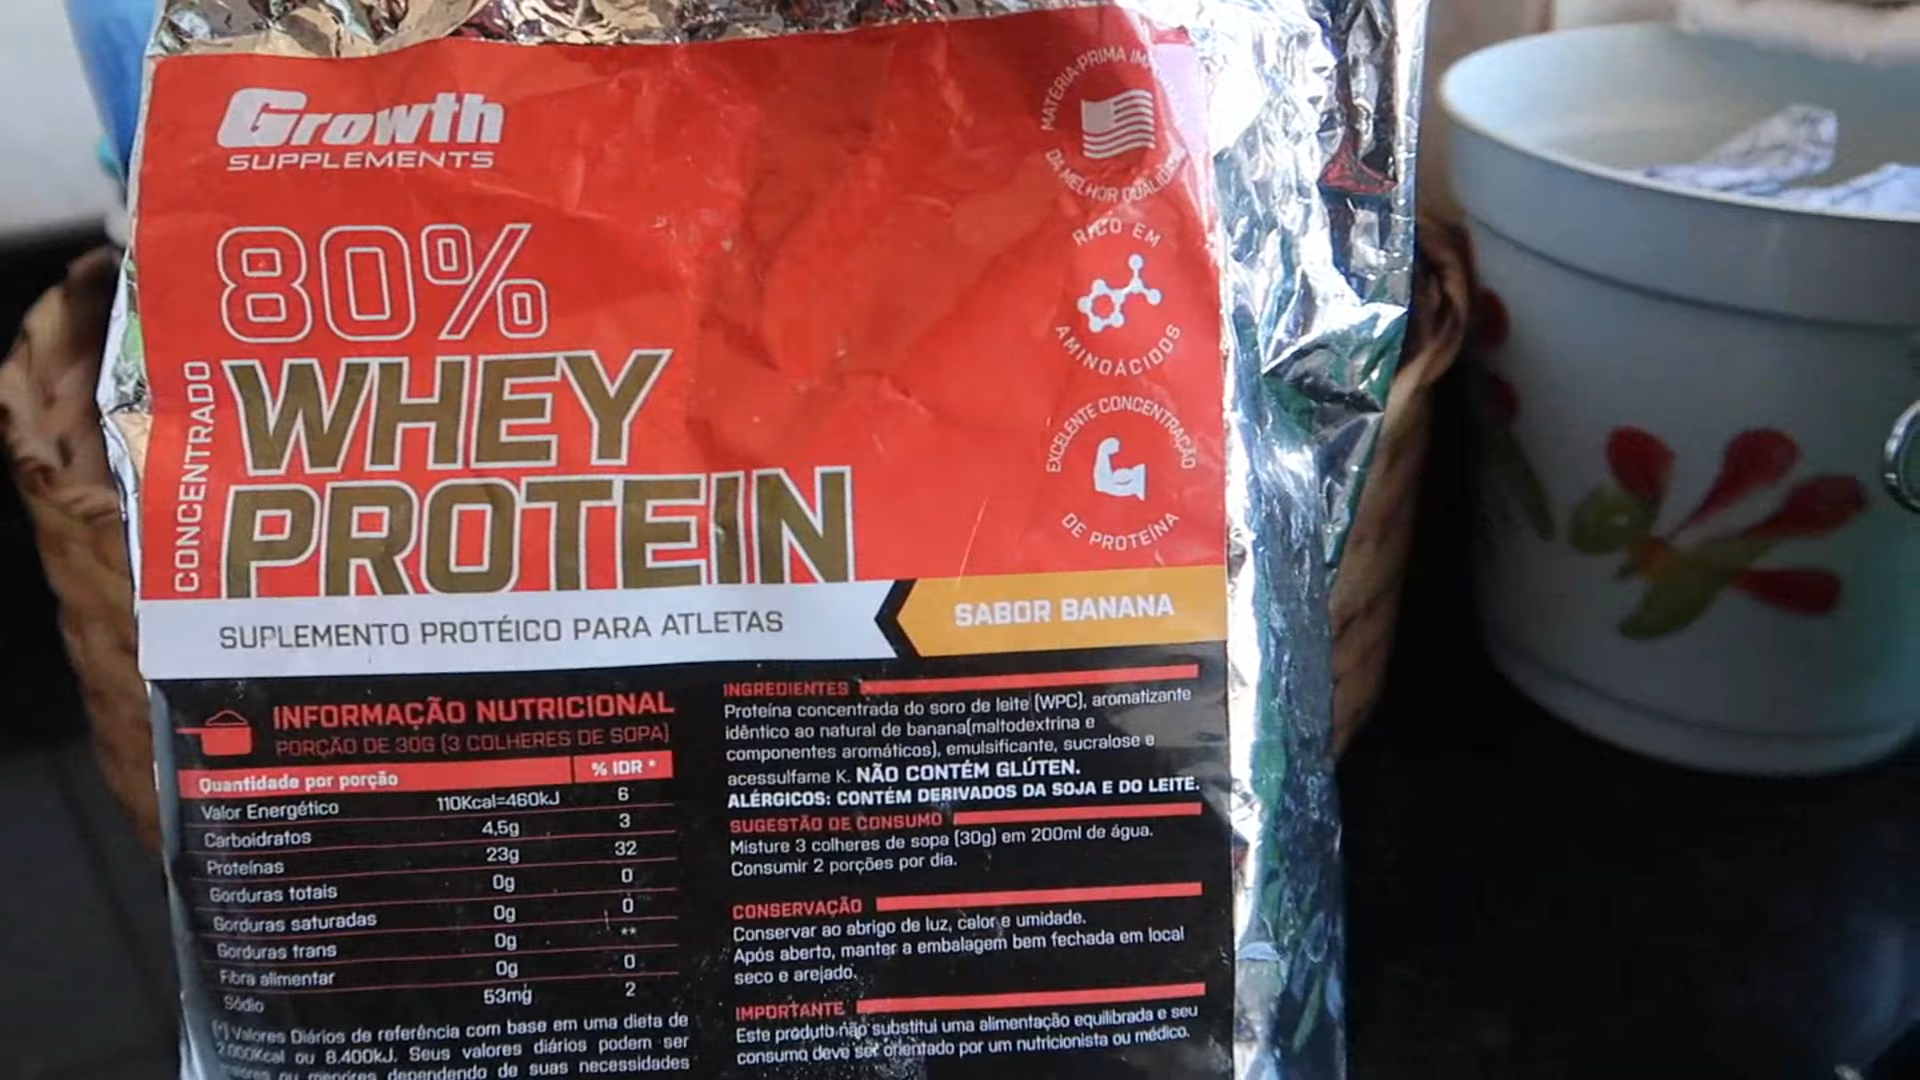 Growth
SUPPLEMENTS
MATERIA-PRIMA
DA MELHOR QUALIDADE
RICO EM
AMINOÁCIDOS
EXCELENTE CONCENTRAÇÃO
DE PROTEÍNA
80%
CONCENTRADO
WHEY
PROTEIN
SUPLEMENTO PROTÉICO PARA ATLETAS
SABOR BANANA
INFORMAÇÃO NUTRICIONAL
PORÇÃO DE 30G (3 COLHERES DE SOPA)
Quantidade por porção % IDR *
Valor Energético 110Kcal=460kJ 6
Carboidratos 4,5g 3
Proteínas 23g 32
Gorduras totais 0g 0
Gorduras saturadas 0g 0
Gorduras trans 0g **
Fibra alimentar 0g 0
Sódio 53mg 2
(*) Valores Diários de referência com base em uma dieta de
2.000Kcal ou 8.400kJ. Seus valores diários podem ser
ou menores dependendo de suas necessidades
INGREDIENTES
Proteína concentrada do soro de leite (WPC), aromatizante
idêntico ao natural de banana(maltodextrina e
componentes aromáticos), emulsificante, sucralose e
acessulfame K. NÃO CONTÉM GLÚTEN.
ALÉRGICOS: CONTÉM DERIVADOS DA SOJA E DO LEITE.
SUGESTÃO DE CONSUMO
Misture 3 colheres de sopa (30g) em 200ml de água.
Consumir 2 porções por dia.
CONSERVAÇÃO
Conservar ao abrigo de luz, calor e umidade.
Após aberto, manter a embalagem bem fechada em local
seco e arejado.
IMPORTANTE
Este produto não substitui uma alimentação equilibrada e seu
consumo deve ser orientado por um nutricionista ou médico.